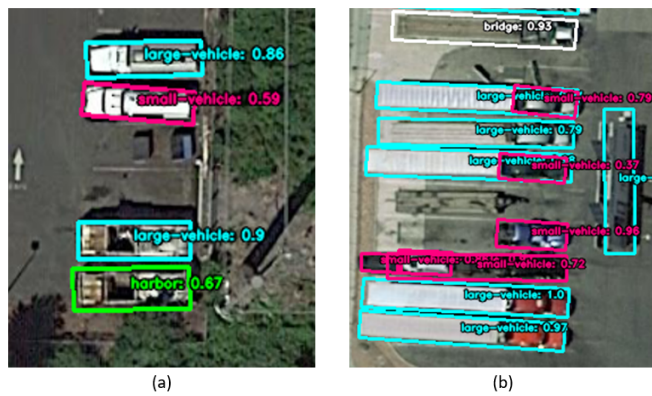 large-vehicle: 0.86
small-vehicle: 0.59
large-vehicle: 0.9
harbor: 0.67
(a)
bridge: 0.93
small-vehicle: 0.79
0.79
small-vehicle: 0.37
large-
small-vehicle: 0.96
small-vehicle: 0.72
large-vehicle: 1.0
large-vehicle: 0.97
(b)